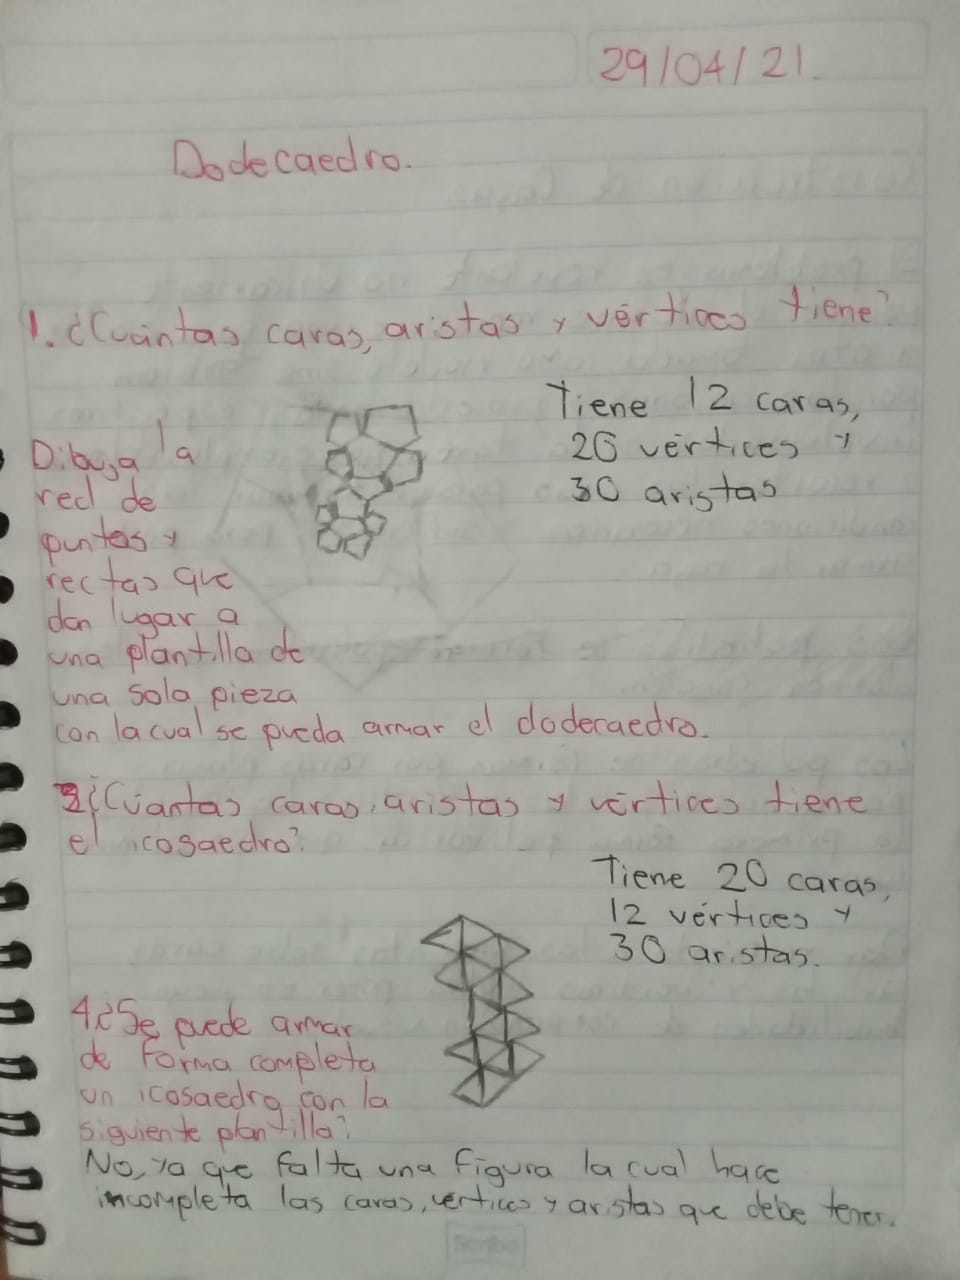 29/04/21.
Dodecaedro.
1. ¿Cuántas caras, aristas y vértices tiene?
Tiene 12 caras,
20 vértices y
30 aristas
Dibuja la
red de
puntos y
rectas que
dan lugar a
una plantilla de
una sola pieza
con la cual se pueda armar el dodecaedro.
¿Cuántas caras, aristas y vértices tiene
el icosaedro?
Tiene 20 caras,
12 vértices y
30 aristas.
4. ¿Se puede armar
de forma completa
un icosaedro con la
siguiente plantilla?
No, ya que falta una figura la cual hace
incompleta las caras, vértices y aristas que debe tener.
Scribe